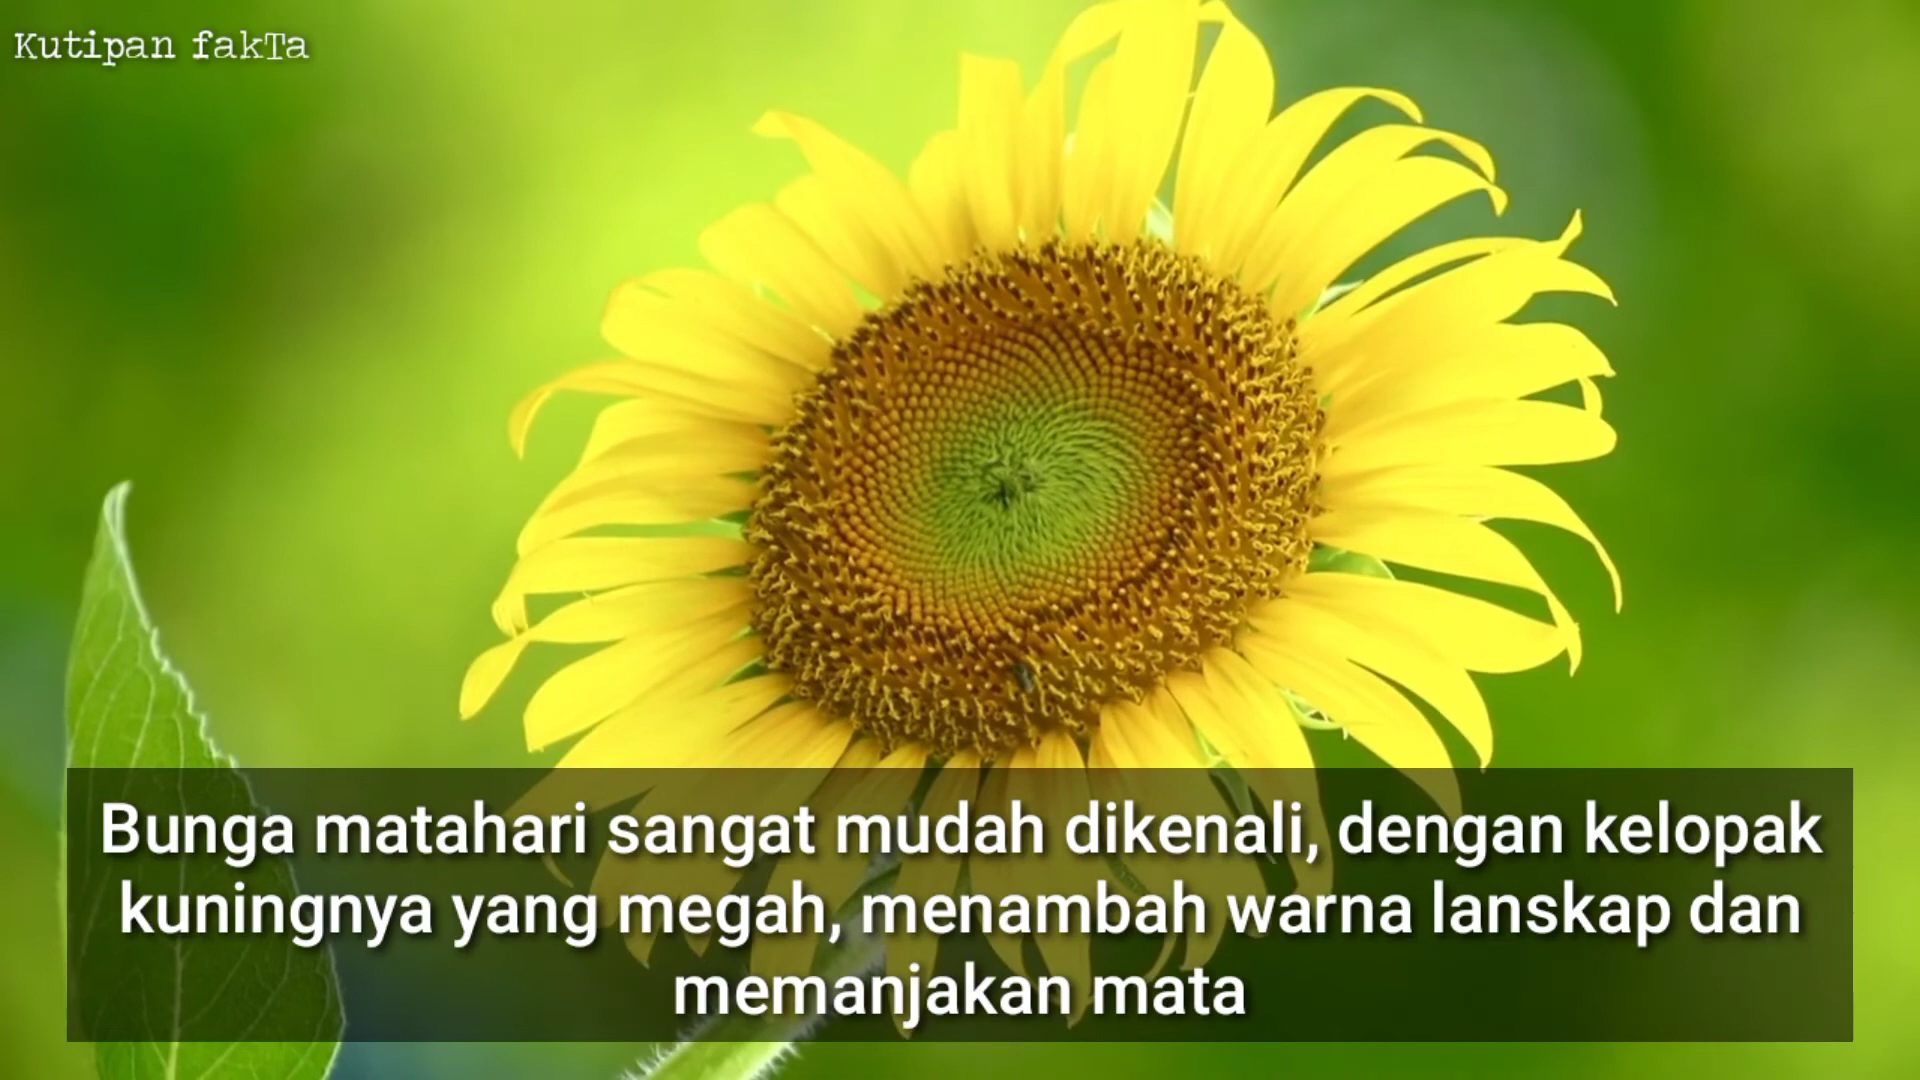 Kutipan fakTa
Bunga matahari sangat mudah dikenali, dengan kelopak
kuningnya yang megah, menambah warna lanskap dan
memanjakan mata